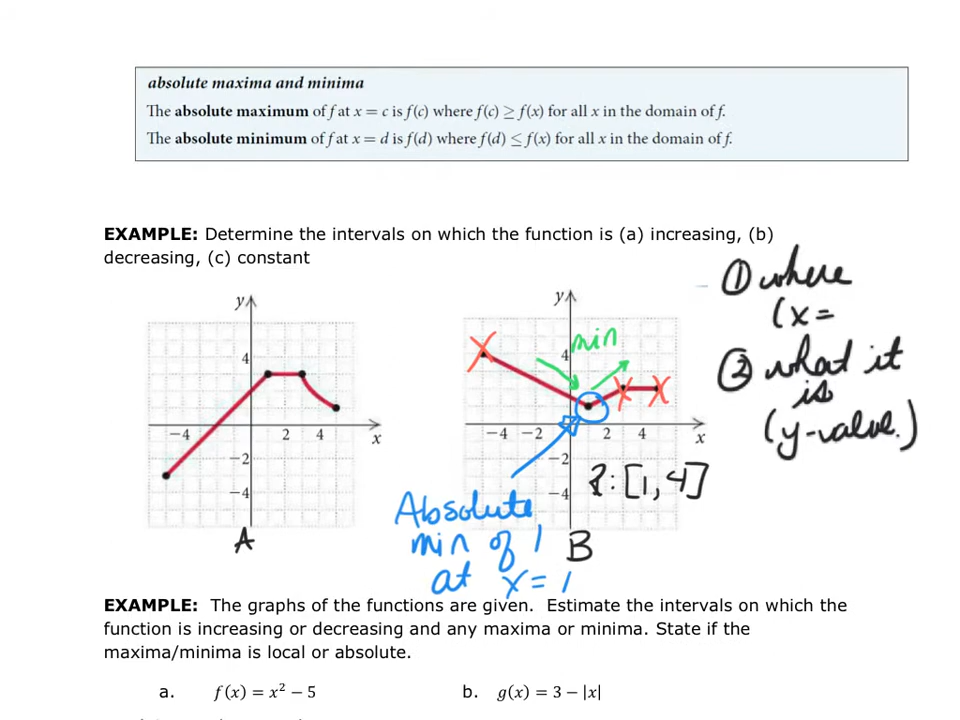 absolute maxima and minima
The absolute maximum of f at x = c is f(c) where f(c) ≥ f(x) for all x in the domain of f.
The absolute minimum of f at x = d is f(d) where f(d) ≤ f(x) for all x in the domain of f.
EXAMPLE: Determine the intervals on which the function is (a) increasing, (b)
decreasing, (c) constant
① where
(x =
② what it
is
(y-value.)
y
4
−4
2
4
x
−2
−4
A
y
4
min
−4
−2
2
4
x
−2
−4
R: [1, 4]
B
Absolute
min of 1
at x = 1
EXAMPLE: The graphs of the functions are given. Estimate the intervals on which the
function is increasing or decreasing and any maxima or minima. State if the
maxima/minima is local or absolute.
a. f(x) = x² − 5
b. g(x) = 3 − |x|